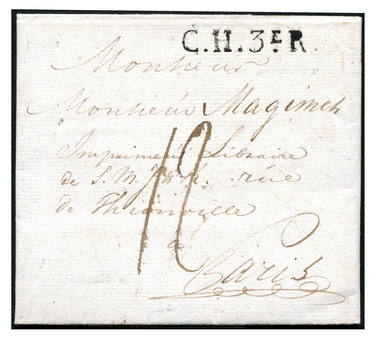 C.H.3ᴱR.
Monsieur
Monsieur Magimel
Imprimeur Libraire
de S. M. rue
de Thionville
12
à
Paris